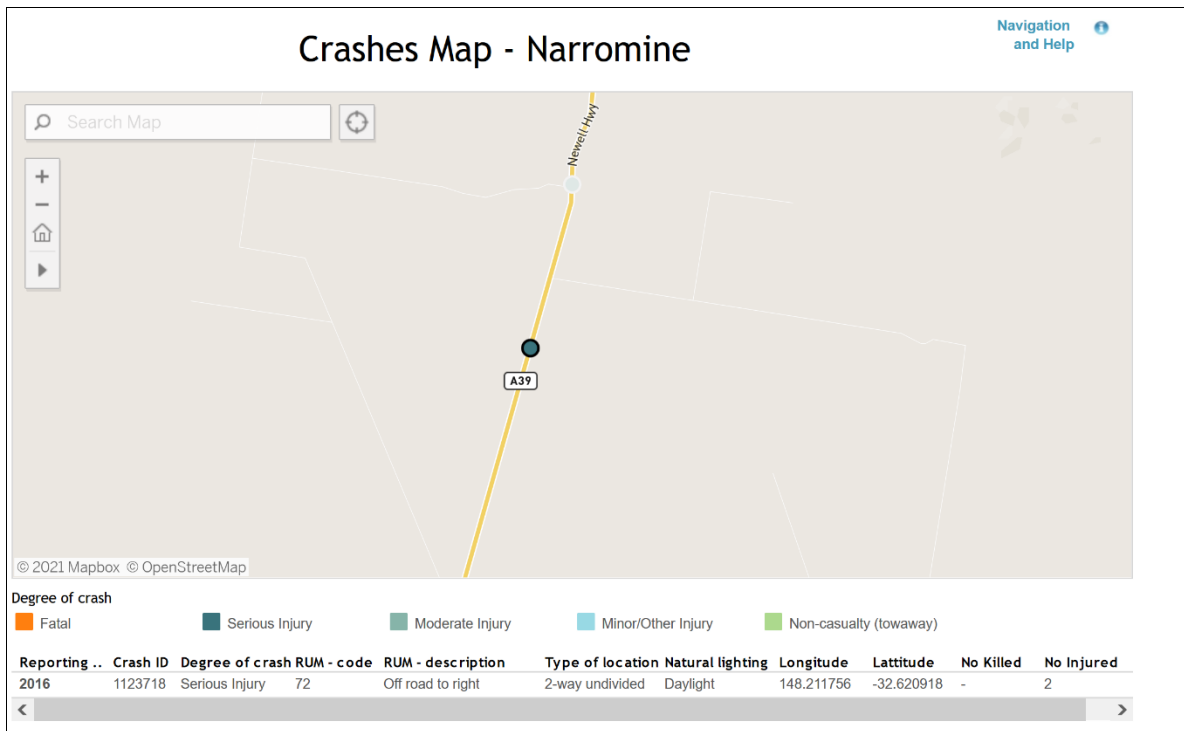 Crashes Map - Narromine
Navigation
and Help
Search Map
Newell Hwy
A39
© 2021 Mapbox © OpenStreetMap
Degree of crash
Fatal
Serious Injury
Moderate Injury
Minor/Other Injury
Non-casualty (towaway)
Reporting .. Crash ID Degree of crash RUM - code RUM - description Type of location Natural lighting Longitude Lattitude No Killed No Injured
2016 1123718 Serious Injury 72 Off road to right 2-way undivided Daylight 148.211756 -32.620918 - 2